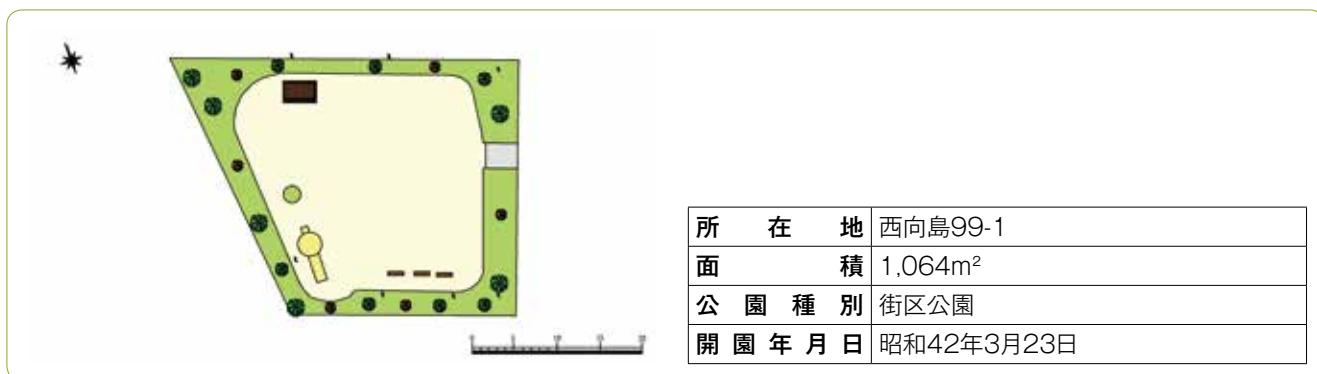 所在地 西向島99-1
面積 1,064m²
公園種別 街区公園
開園年月日 昭和42年3月23日